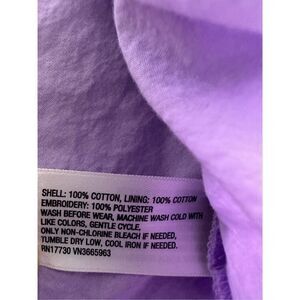 SHELL: 100% COTTON, LINING: 100% COTTON
EMBROIDERY: 100% POLYESTER
WASH BEFORE WEAR, MACHINE WASH COLD WITH
LIKE COLORS, GENTLE CYCLE,
ONLY NON-CHLORINE BLEACH IF NEEDED,
TUMBLE DRY LOW, COOL IRON IF NEEDED.
RN17730 VN3665963